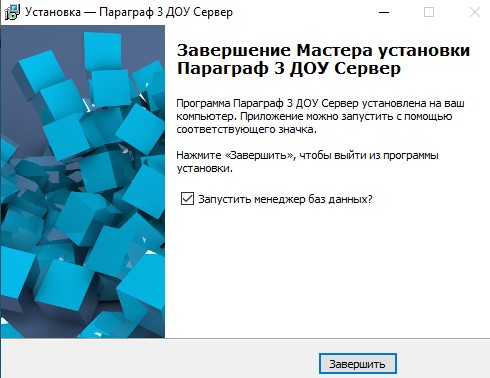 Установка — Параграф 3 ДОУ Сервер
Завершение Мастера установки
Параграф 3 ДОУ Сервер
Программа Параграф 3 ДОУ Сервер установлена на ваш
компьютер. Приложение можно запустить с помощью
соответствующего значка.
Нажмите «Завершить», чтобы выйти из программы
установки.
Запустить менеджер баз данных?
Завершить